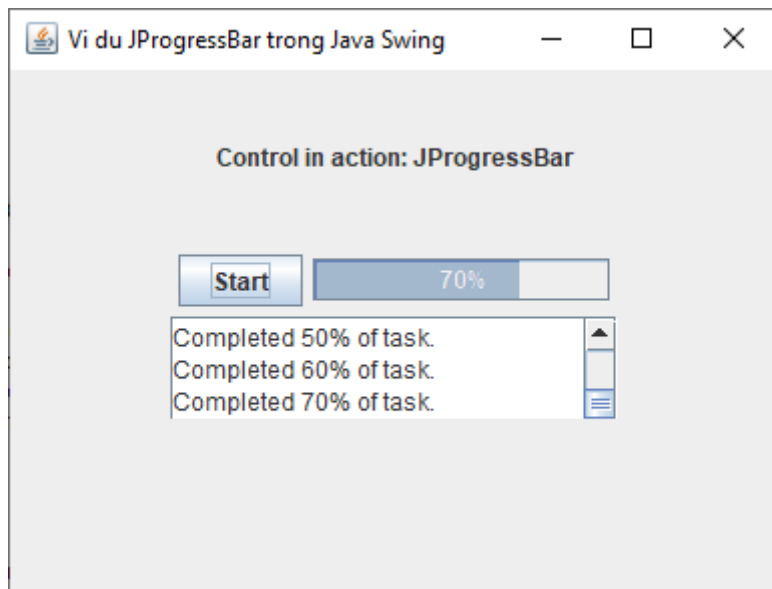 Vi du JProgressBar trong Java Swing
Control in action: JProgressBar
Start 70%
Completed 50% of task.
Completed 60% of task.
Completed 70% of task.